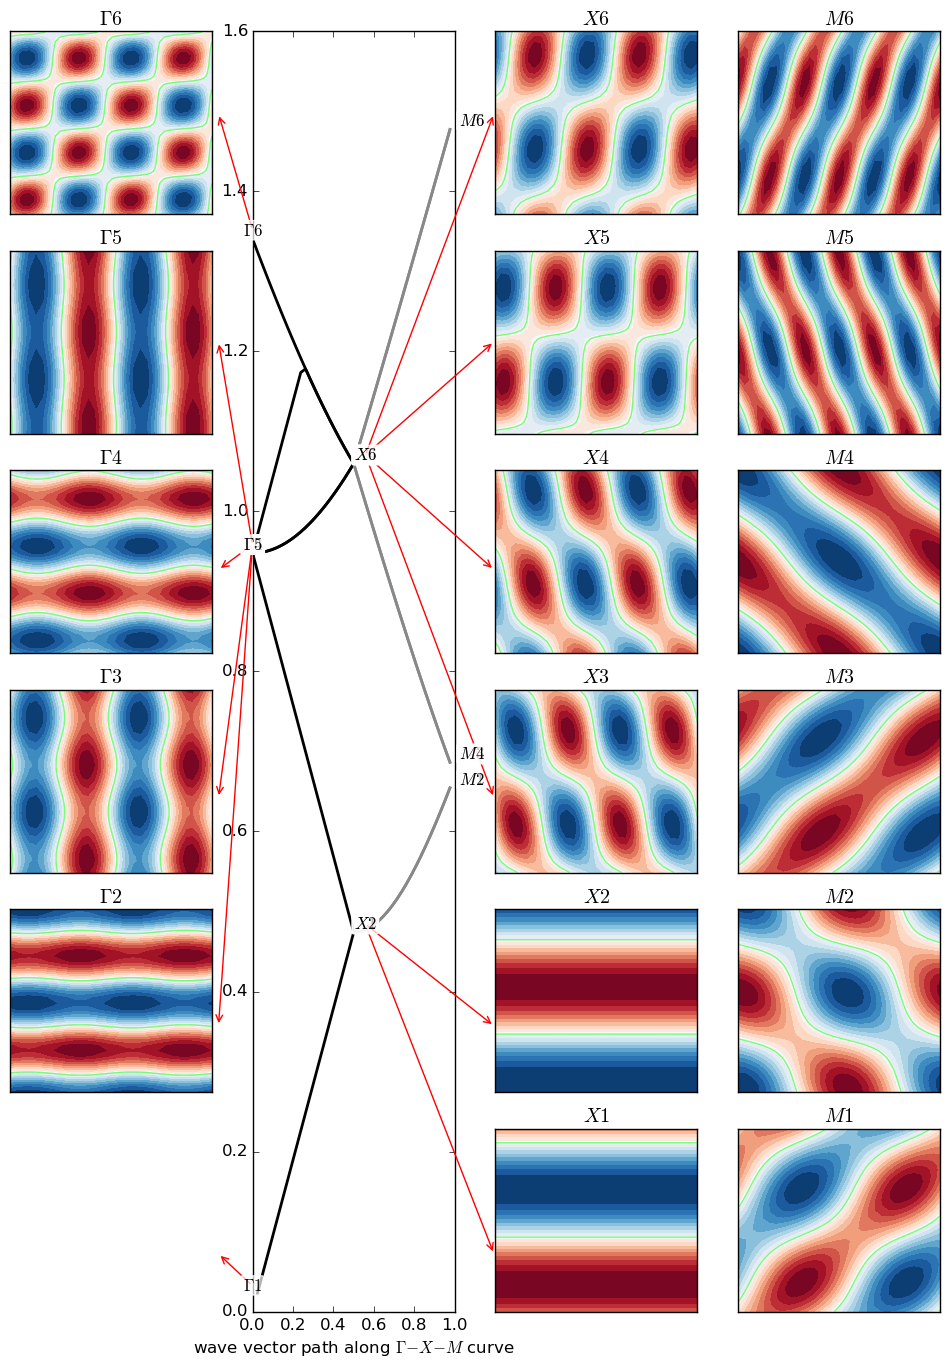 Γ6
X6
M6
1.6
M6
1.4
Γ6
Γ5
X5
M5
1.2
X6
Γ4
X4
M4
1.0
Γ5
Γ3
X3
M3
0.8
M4
M2
0.6
Γ2
X2
M2
X2
0.4
X1
M1
0.2
Γ1
0.0
0.0 0.2 0.4 0.6 0.8 1.0
wave vector path along Γ−X−M curve